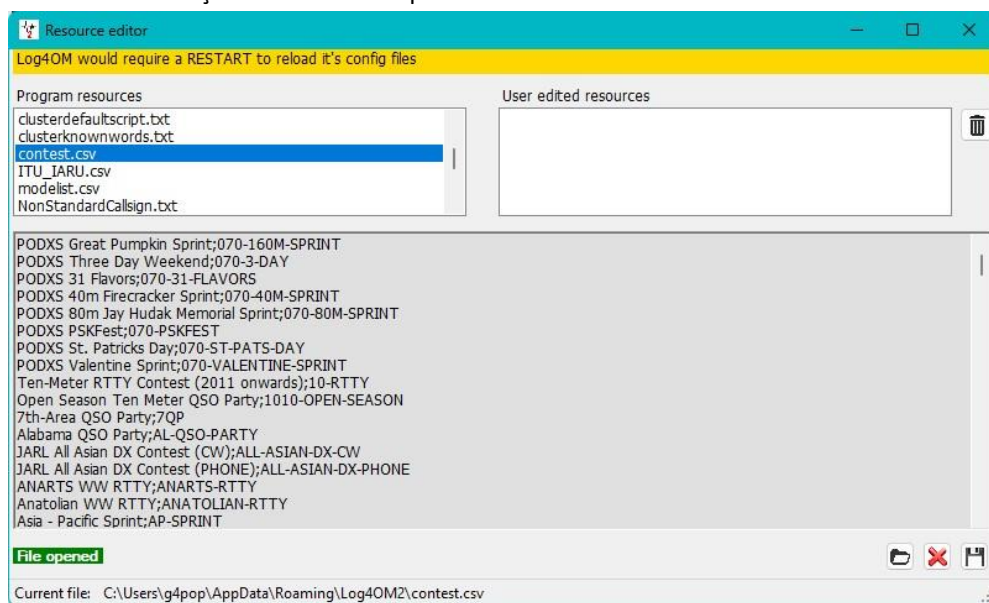 Resource editor
Log4OM would require a RESTART to reload it's config files
Program resources
User edited resources
clusterdefaultscript.txt
clusterknownwords.txt
contest.csv
ITU_IARU.csv
modelist.csv
NonStandardCallsign.txt
PODXS Great Pumpkin Sprint;070-160M-SPRINT
PODXS Three Day Weekend;070-3-DAY
PODXS 31 Flavors;070-31-FLAVORS
PODXS 40m Firecracker Sprint;070-40M-SPRINT
PODXS 80m Jay Hudak Memorial Sprint;070-80M-SPRINT
PODXS PSKFest;070-PSKFEST
PODXS St. Patricks Day;070-ST-PATS-DAY
PODXS Valentine Sprint;070-VALENTINE-SPRINT
Ten-Meter RTTY Contest (2011 onwards);10-RTTY
Open Season Ten Meter QSO Party;1010-OPEN-SEASON
7th-Area QSO Party;7QP
Alabama QSO Party;AL-QSO-PARTY
JARL All Asian DX Contest (CW);ALL-ASIAN-DX-CW
JARL All Asian DX Contest (PHONE);ALL-ASIAN-DX-PHONE
ANARTS WW RTTY;ANARTS-RTTY
Anatolian WW RTTY;ANATOLIAN-RTTY
Asia - Pacific Sprint;AP-SPRINT
File opened
Current file: C:\Users\g4pop\AppData\Roaming\Log4OM2\contest.csv